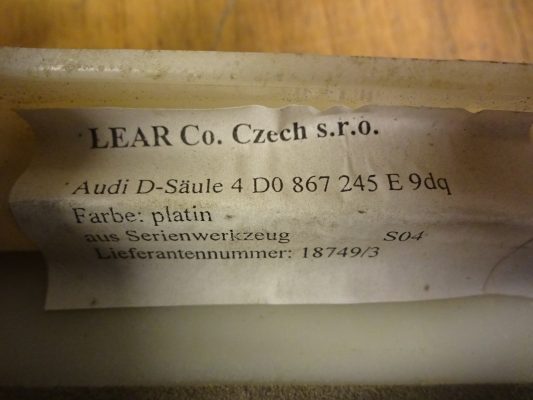 LEAR Co. Czech s.r.o.
Audi D-Säule 4 D0 867 245 E 9dq
Farbe: platin
aus Serienwerkzeug S04
Lieferantennummer: 18749/3